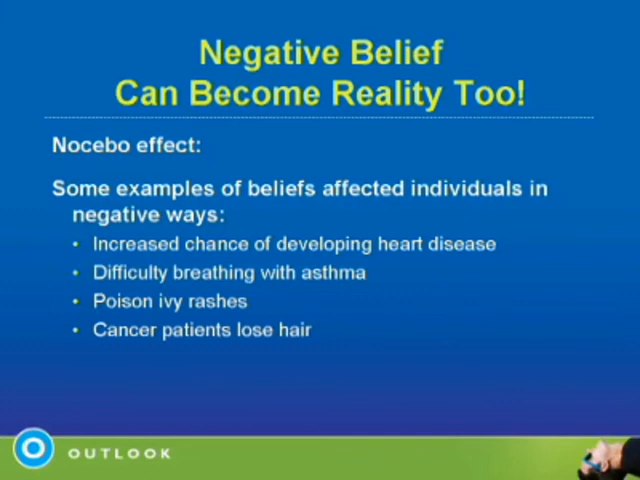 Negative Belief
Can Become Reality Too!
Nocebo effect:
Some examples of beliefs affected individuals in
negative ways:
• Increased chance of developing heart disease
• Difficulty breathing with asthma
• Poison ivy rashes
• Cancer patients lose hair
OUTLOOK